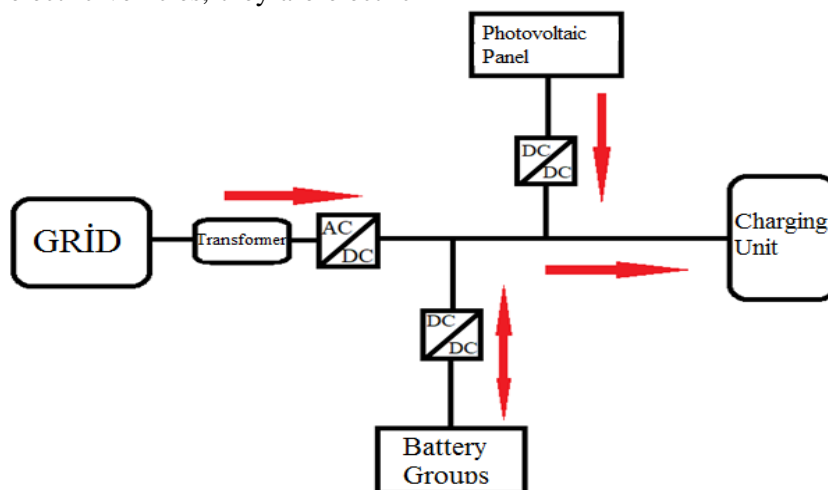 Photovoltaic
Panel
DC
DC
GRİD
Transformer
AC
DC
Charging
Unit
DC
DC
Battery
Groups